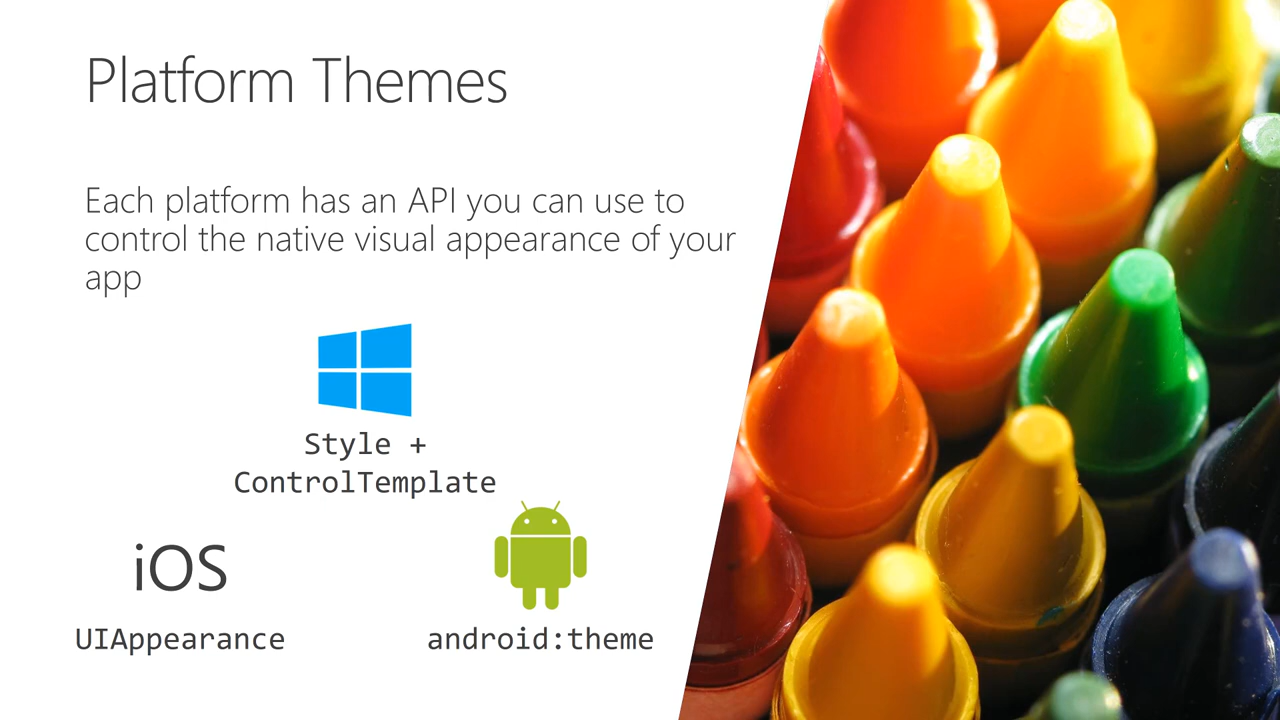 Platform Themes
Each platform has an API you can use to
control the native visual appearance of your
app
Style +
ControlTemplate
iOS
UIAppearance
android:theme